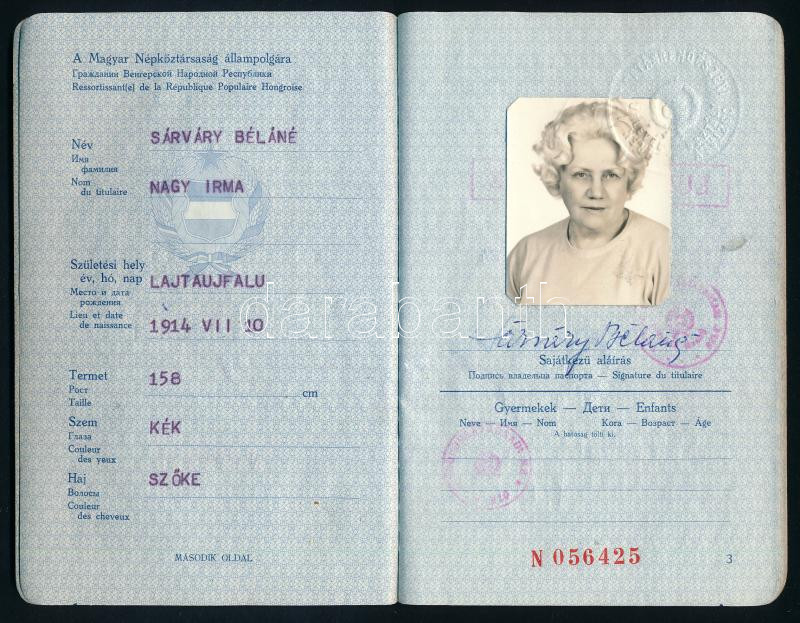 A Magyar Népköztársaság állampolgára
Гражданин Венгерской Народной Республики
Ressortissant(e) de la République Populaire Hongroise
Név
Имя
фамилия
Nom
du titulaire
SÁRVÁRY BÉLÁNÉ
NAGY IRMA
Születési hely
év, hó, nap
Место и дата
рождения
Lieu et date
de naissance
LAJTAUJFALU
1914 VII 10
Termet
Рост
Taille
158
cm
Szem
Глаза
Couleur
des yeux
KÉK
Haj
Волосы
Couleur
des cheveux
SZŐKE
MÁSODIK OLDAL
darabanth
Sárváry Béláné
Sajátkezű aláírás
Подпись владельца паспорта — Signature du titulaire
Gyermekek — Дети — Enfants
Neve — Имя — Nom Kora — Возраст — Âge
A hatóság tölti ki.
N 056425
3